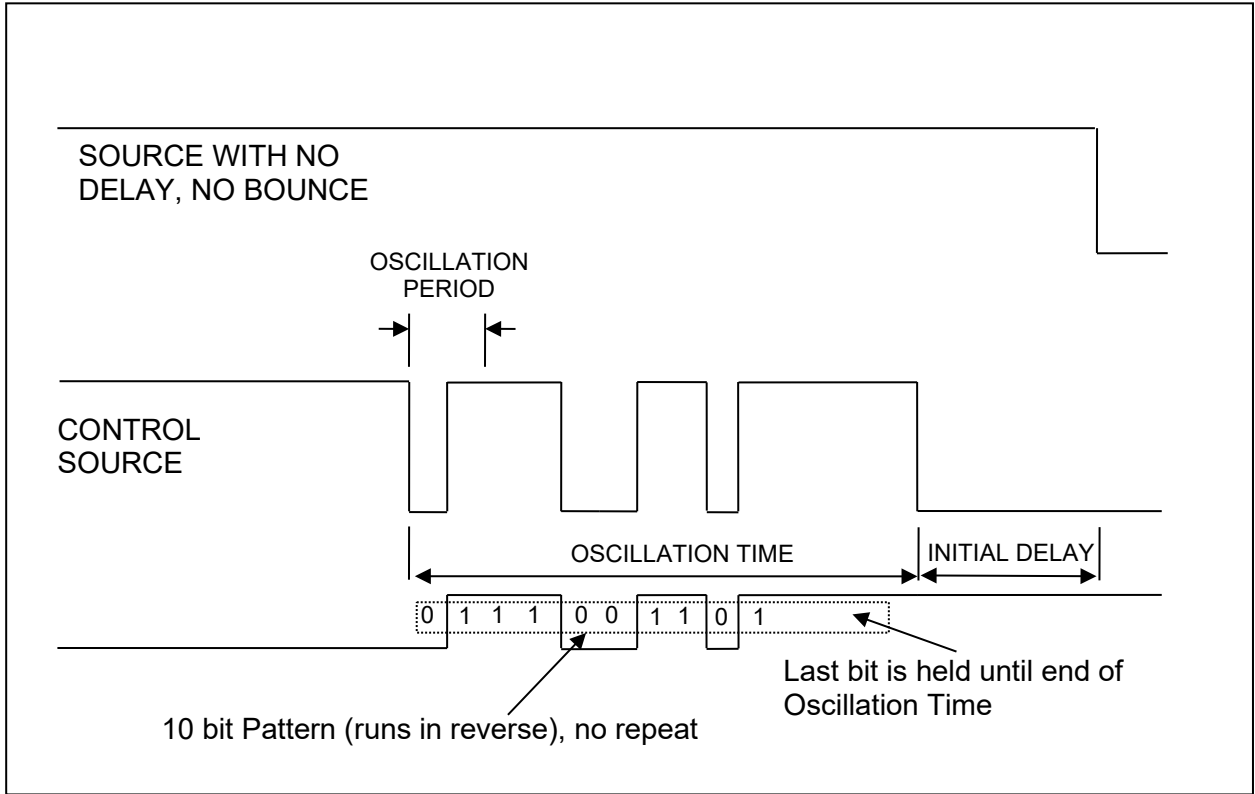 SOURCE WITH NO
DELAY, NO BOUNCE
OSCILLATION
PERIOD
CONTROL
SOURCE
OSCILLATION TIME
INITIAL DELAY
0 1 1 1 0 0 1 1 0 1
Last bit is held until end of
Oscillation Time
10 bit Pattern (runs in reverse), no repeat